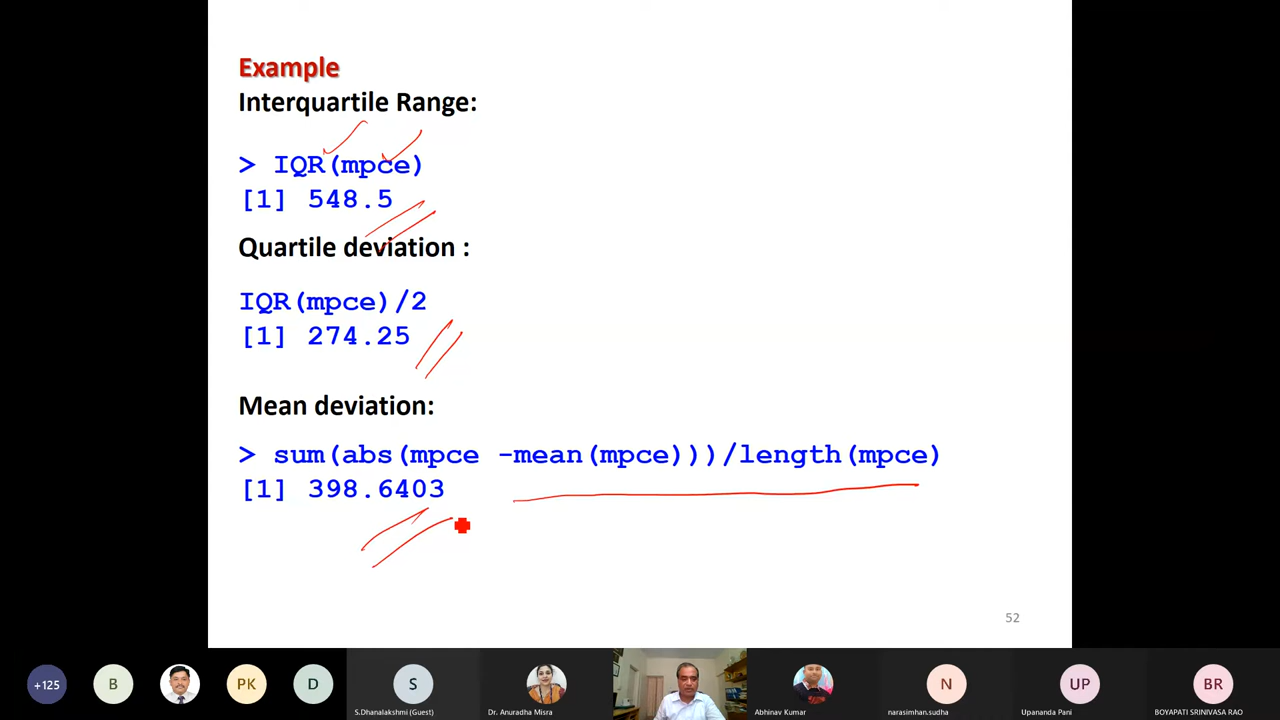 Example
Interquartile Range:
> IQR(mpce)
[1] 548.5
Quartile deviation :
IQR(mpce)/2
[1] 274.25
Mean deviation:
> sum(abs(mpce -mean(mpce)))/length(mpce)
[1] 398.6403
52
+125 B PK D S N UP BR
S.Dhanalakshmi (Guest) Dr. Anuradha Misra Abhinav Kumar narasimhan.sudha Upananda Pani BOYAPATI SRINIVASA RAO